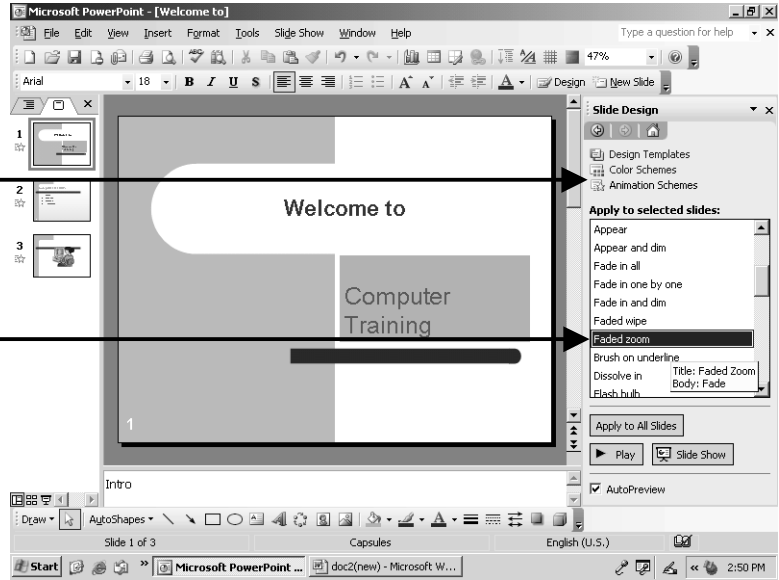 Microsoft PowerPoint - [Welcome to]
File Edit View Insert Format Tools Slide Show Window Help Type a question for help
47%
Arial 18 B I U S A A A Design New Slide
Slide Design
1
2
3
Welcome to
Computer
Training
1
Design Templates
Color Schemes
Animation Schemes
Apply to selected slides:
Appear
Appear and dim
Fade in all
Fade in one by one
Fade in and dim
Faded wipe
Faded zoom
Brush on underline
Dissolve in
Flash bulb
Title: Faded Zoom
Body: Fade
Apply to All Slides
Play Slide Show
AutoPreview
Intro
Draw AutoShapes A
Slide 1 of 3 Capsules English (U.S.)
Start » Microsoft PowerPoint ... doc2(new) - Microsoft W... « 2:50 PM